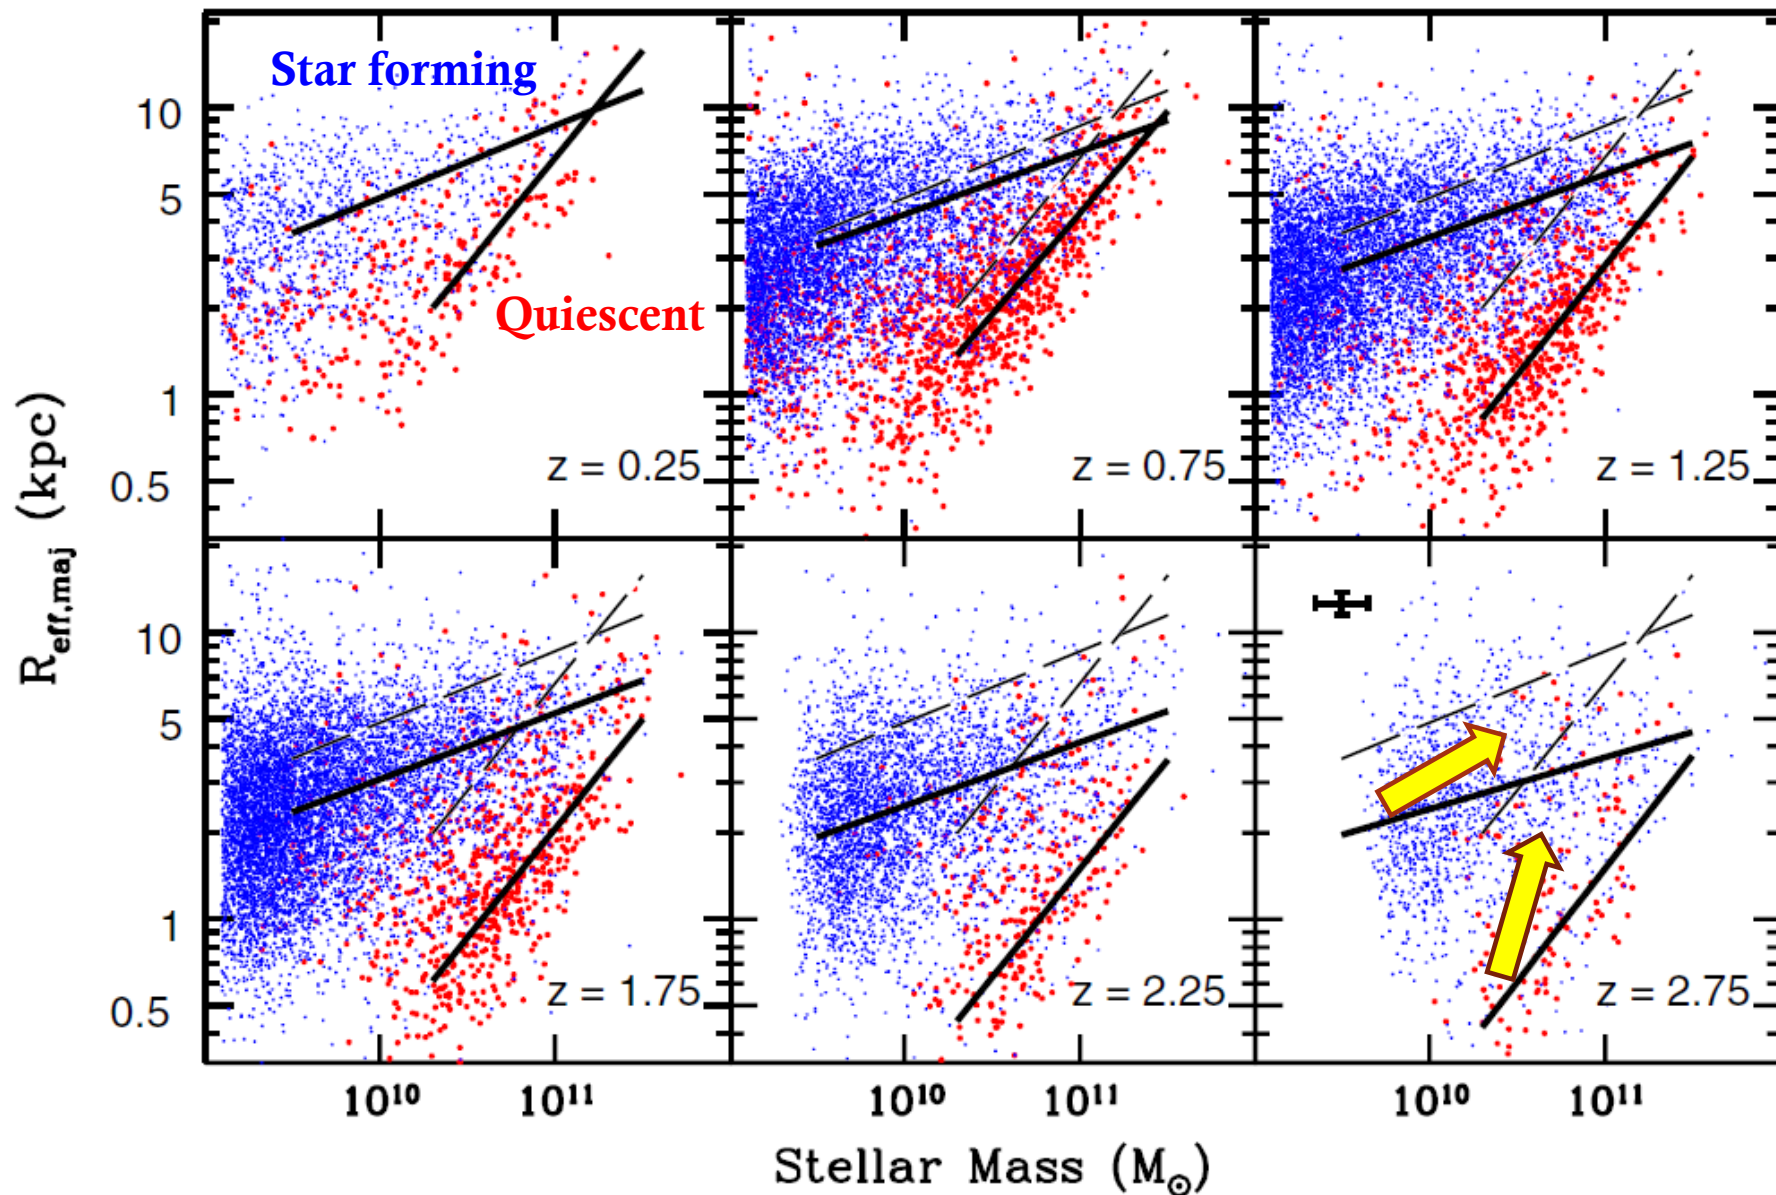 Star forming
Quiescent
10
5
1
0.5
z = 0.25
z = 0.75
z = 1.25
10
5
1
0.5
z = 1.75
z = 2.25
z = 2.75
R_eff,maj (kpc)
10¹⁰ 10¹¹ 10¹⁰ 10¹¹ 10¹⁰ 10¹¹
Stellar Mass (M☉)